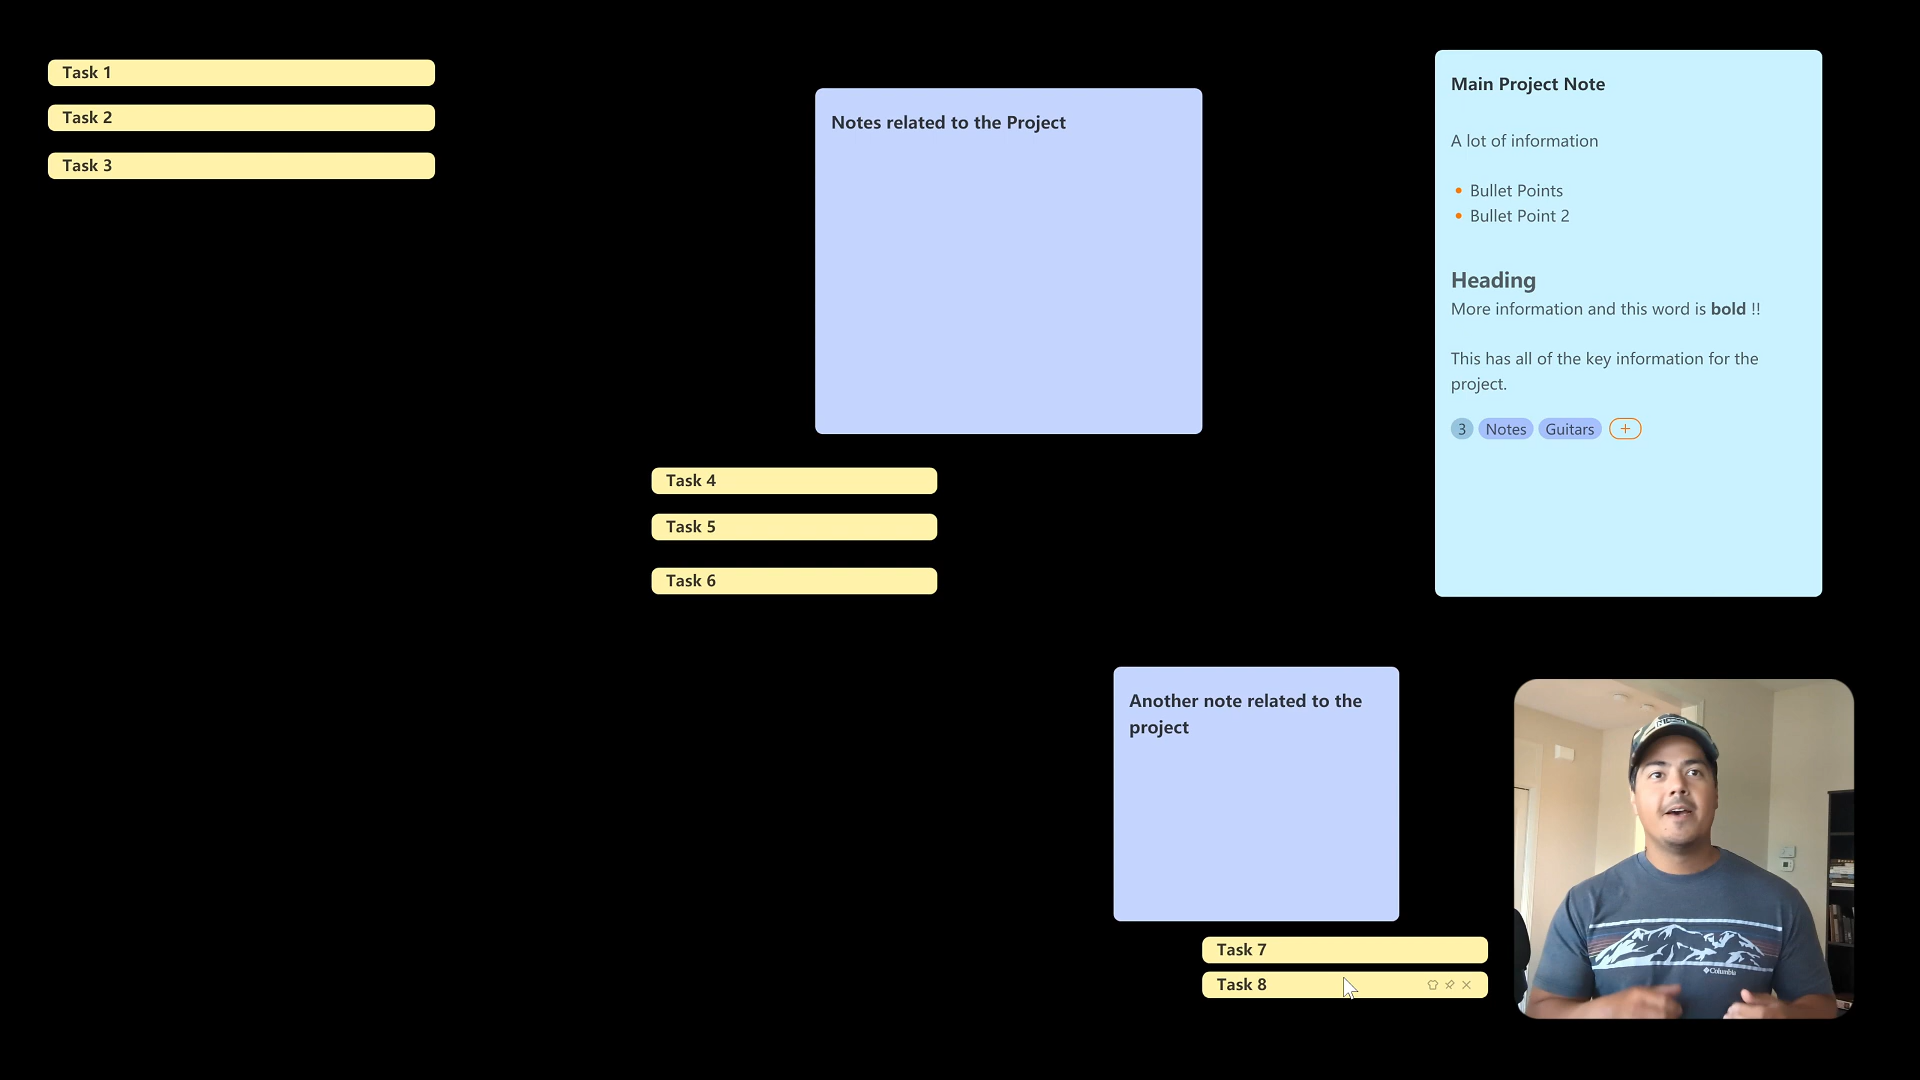 Task 1
Task 2
Task 3
Notes related to the Project
Main Project Note
A lot of information
Bullet Points
Bullet Point 2
Heading
More information and this word is bold !!
This has all of the key information for the
project.
3 Notes Guitars +
Task 4
Task 5
Task 6
Another note related to the
project
Task 7
Task 8
Columbia